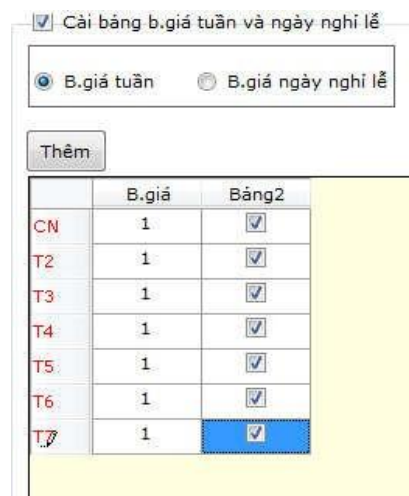 Cài bảng b.giá tuần và ngày nghỉ lễ
B.giá tuần B.giá ngày nghỉ lễ
Thêm
B.giá Bảng2
CN 1
T2 1
T3 1
T4 1
T5 1
T6 1
T7 1